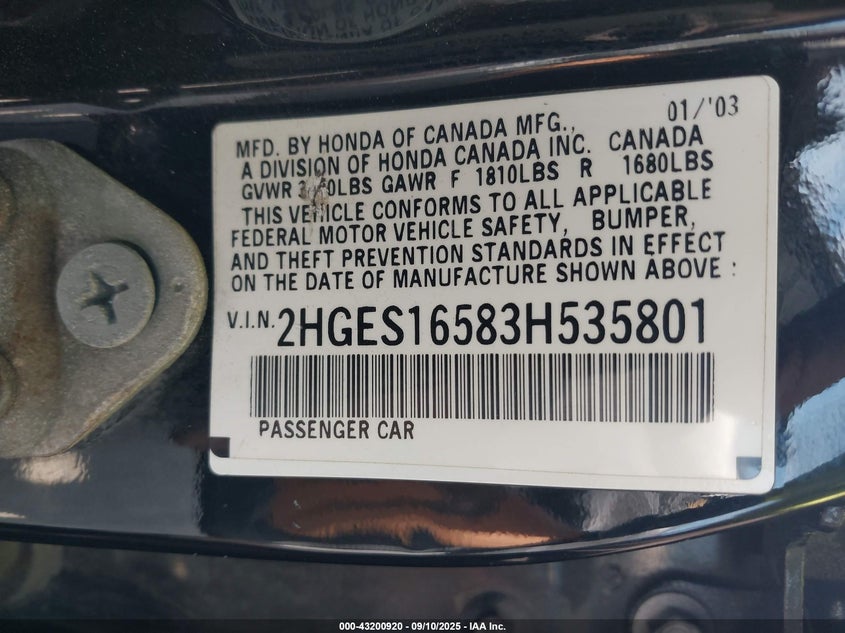 01/'03
MFD. BY HONDA OF CANADA MFG.,
A DIVISION OF HONDA CANADA INC. CANADA
GVWR LBS GAWR F 1810LBS R 1680LBS
THIS VEHICLE CONFORMS TO ALL APPLICABLE
FEDERAL MOTOR VEHICLE SAFETY, BUMPER,
AND THEFT PREVENTION STANDARDS IN EFFECT
ON THE DATE OF MANUFACTURE SHOWN ABOVE :
V.I.N. 2HGES16583H535801
PASSENGER CAR
000-43200920 - 09/10/2025 - IAA Inc.